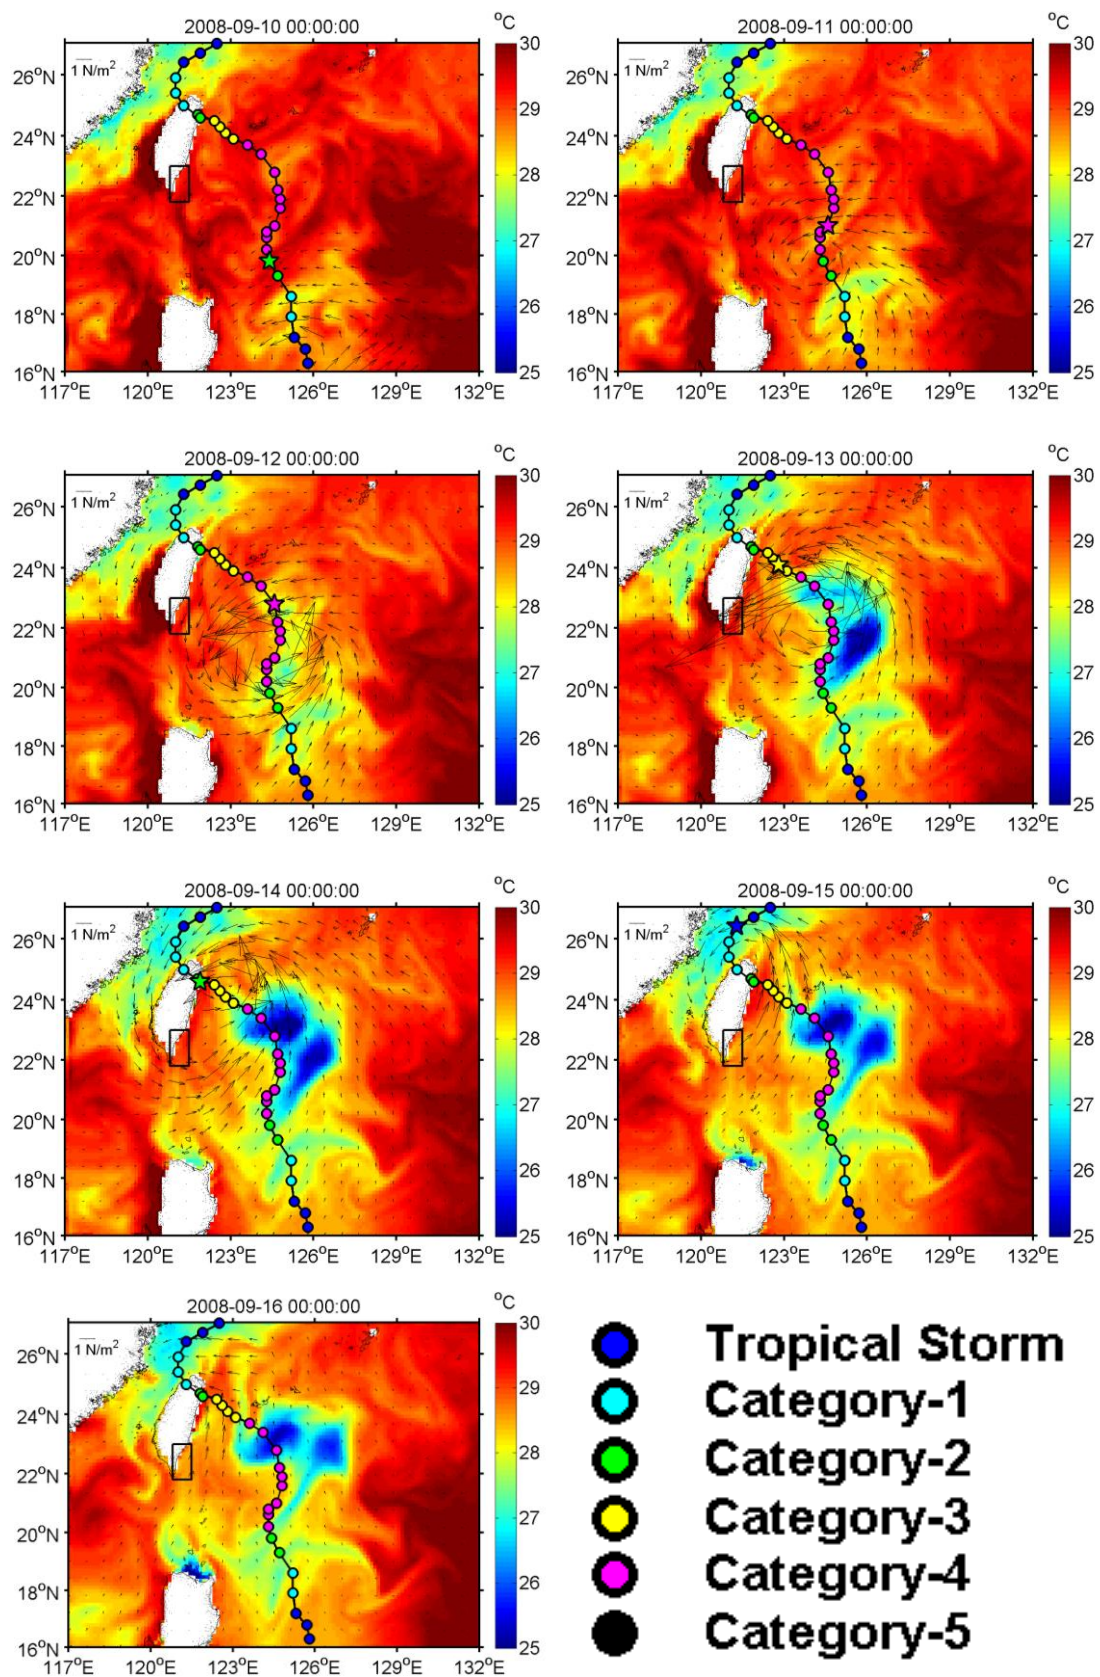 °C °C
2008-09-10 00:00:00 2008-09-11 00:00:00
26°N 1 N/m² 30 26°N 1 N/m² 30
24°N 29 24°N 29
22°N 28 22°N 28
20°N 27 20°N 27
18°N 26 18°N 26
16°N 25 16°N 25
117°E 120°E 123°E 126°E 129°E 132°E 117°E 120°E 123°E 126°E 129°E 132°E
°C °C
2008-09-12 00:00:00 2008-09-13 00:00:00
26°N 1 N/m² 30 26°N 1 N/m² 30
24°N 29 24°N 29
22°N 28 22°N 28
20°N 27 20°N 27
18°N 26 18°N 26
16°N 25 16°N 25
117°E 120°E 123°E 126°E 129°E 132°E 117°E 120°E 123°E 126°E 129°E 132°E
°C °C
2008-09-14 00:00:00 2008-09-15 00:00:00
26°N 1 N/m² 30 26°N 1 N/m² 30
24°N 29 24°N 29
22°N 28 22°N 28
20°N 27 20°N 27
18°N 26 18°N 26
16°N 25 16°N 25
117°E 120°E 123°E 126°E 129°E 132°E 117°E 120°E 123°E 126°E 129°E 132°E
°C
2008-09-16 00:00:00
26°N 1 N/m² 30
24°N 29
22°N 28
20°N 27
18°N 26
16°N 25
117°E 120°E 123°E 126°E 129°E 132°E
Tropical Storm
Category-1
Category-2
Category-3
Category-4
Category-5